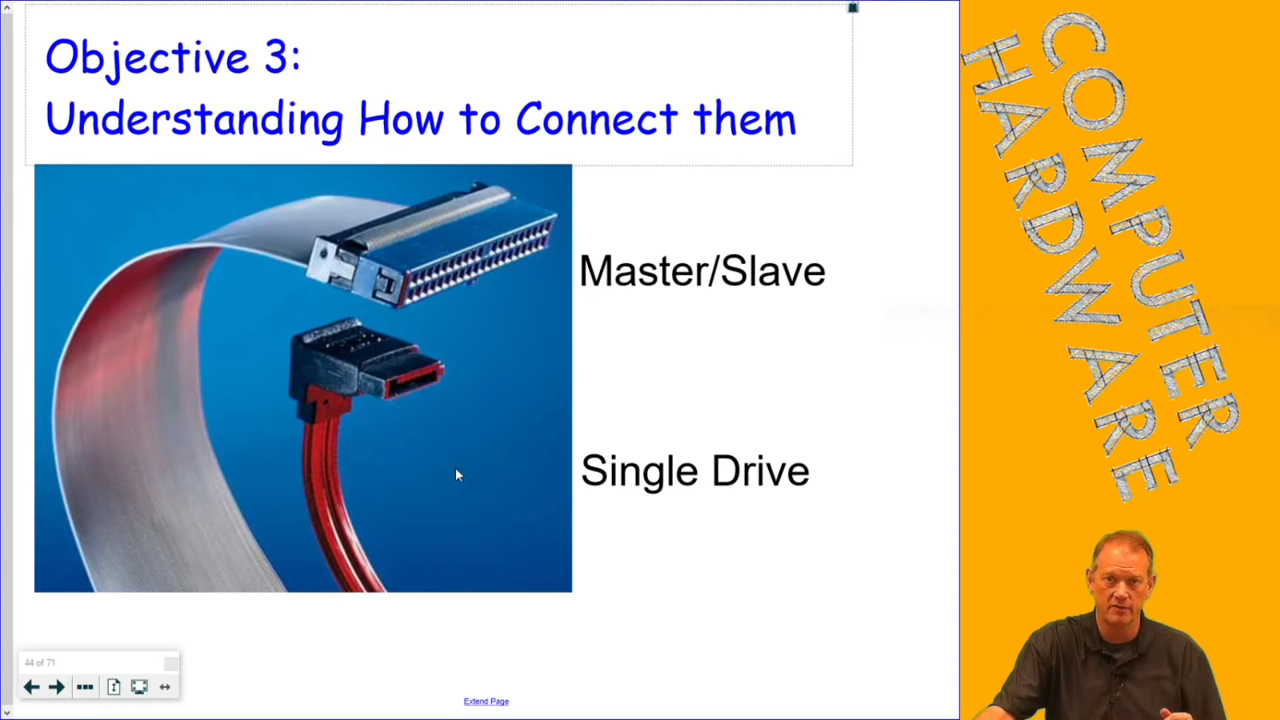 Objective 3:
Understanding How to Connect them
Master/Slave
Single Drive
44 of 71
Extend Page
COMPUTER
HARDWARE